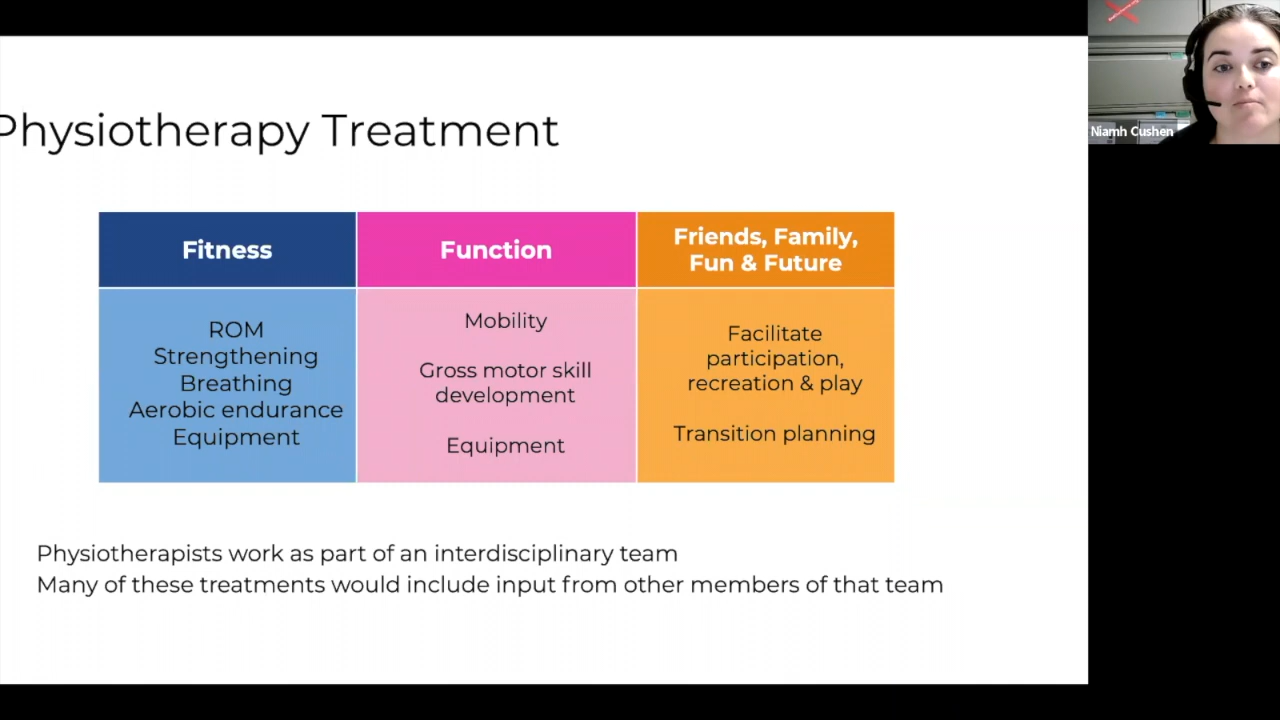 Physiotherapy Treatment
Fitness
Function
Friends, Family,
Fun & Future
ROM
Strengthening
Breathing
Aerobic endurance
Equipment
Mobility
Gross motor skill
development
Equipment
Facilitate
participation,
recreation & play
Transition planning
Physiotherapists work as part of an interdisciplinary team
Many of these treatments would include input from other members of that team
Niamh Cushen